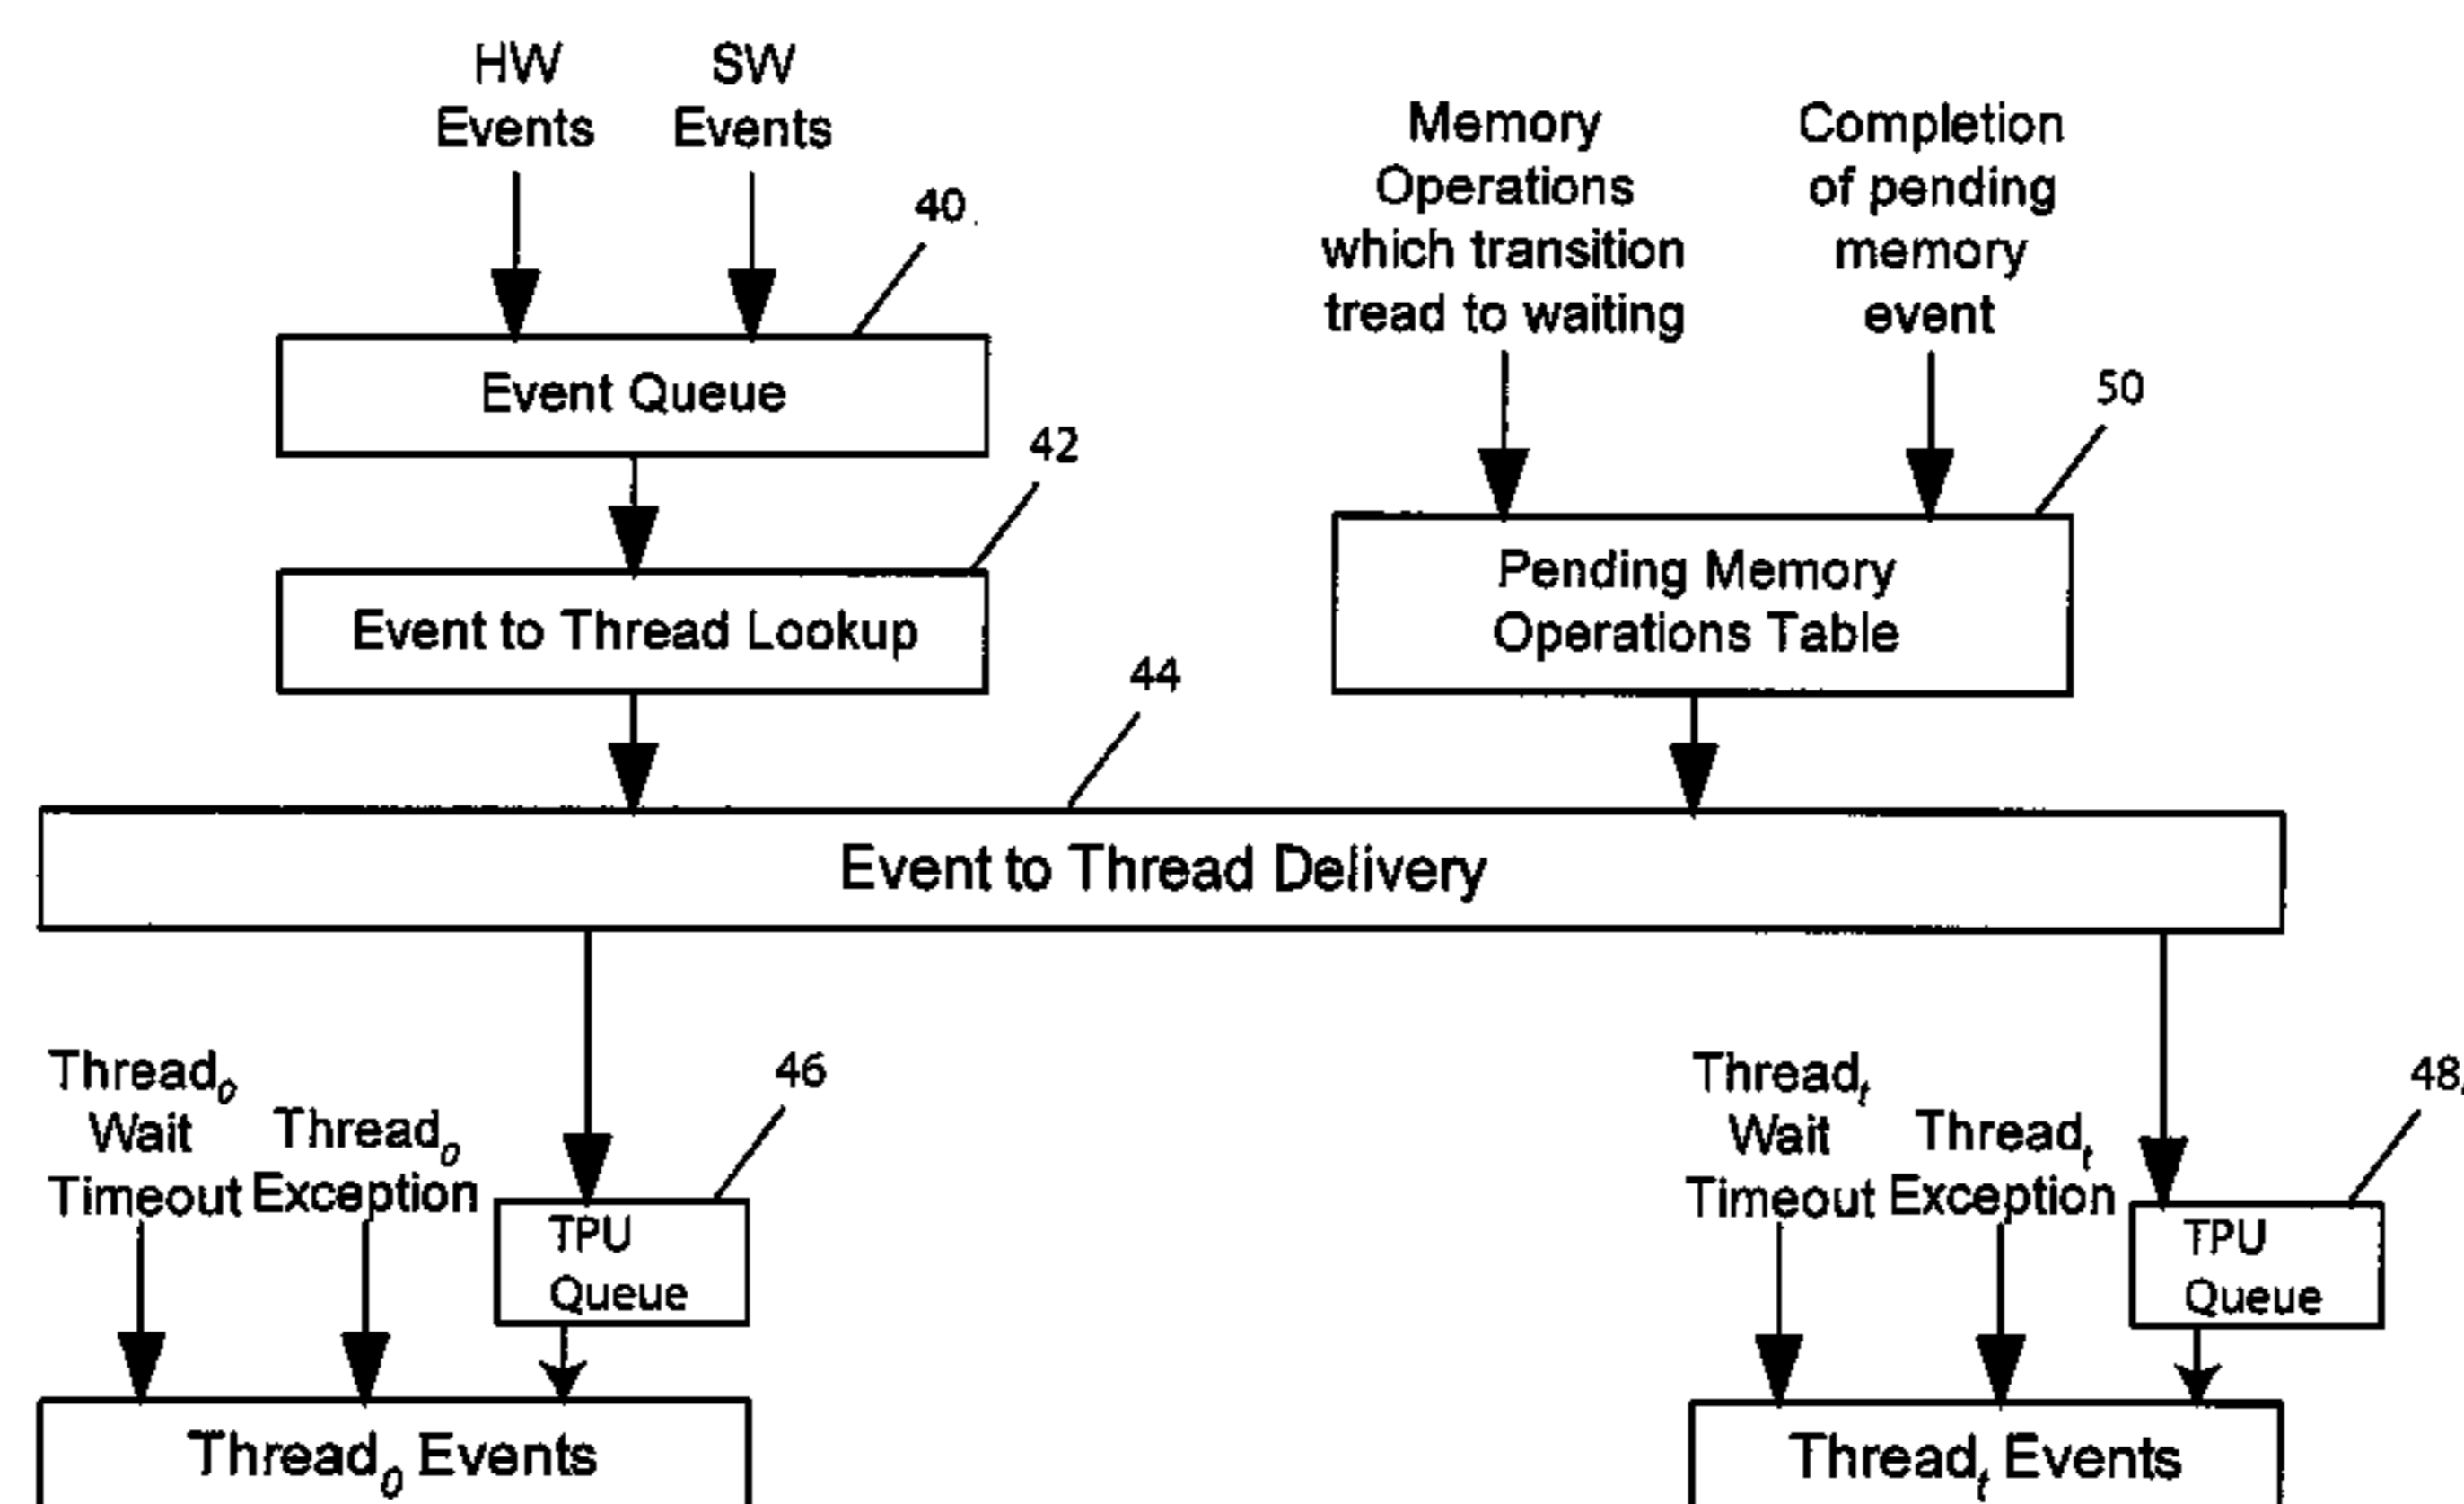 HW
Events
SW
Events
40
Memory
Operations
which transition
tread to waiting
Completion
of pending
memory
event
Event Queue
50
42
Event to Thread Lookup
Pending Memory
Operations Table
44
Event to Thread Delivery
Thread0
Wait
Timeout
Thread0
Exception
46
TPU
Queue
Threadt
Wait
Timeout
Threadt
Exception
48
TPU
Queue
Thread0 Events
Threadt Events